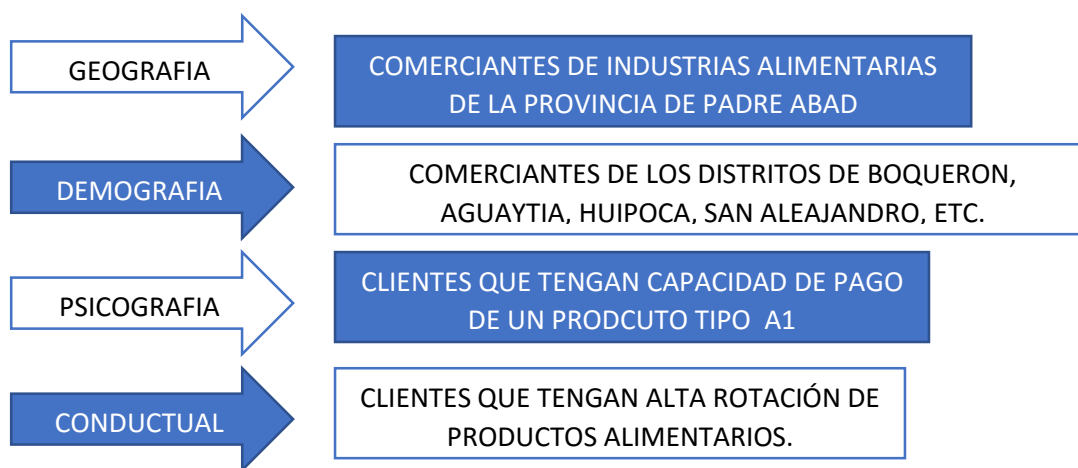 GEOGRAFIA
COMERCIANTES DE INDUSTRIAS ALIMENTARIAS
DE LA PROVINCIA DE PADRE ABAD
DEMOGRAFIA
COMERCIANTES DE LOS DISTRITOS DE BOQUERON,
AGUAYTIA, HUIPOCA, SAN ALEAJANDRO, ETC.
PSICOGRAFIA
CLIENTES QUE TENGAN CAPACIDAD DE PAGO
DE UN PRODCUTO TIPO A1
CONDUCTUAL
CLIENTES QUE TENGAN ALTA ROTACIÓN DE
PRODUCTOS ALIMENTARIOS.